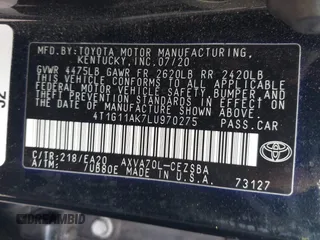 MFD.BY:TOYOTA MOTOR MANUFACTURING,
KENTUCKY, INC. 07/20
GVWR 4475LB GAWR FR 2620LB RR 2420LB
THIS VEHICLE CONFORMS TO ALL APPLICABLE
FEDERAL MOTOR VEHICLE SAFETY, BUMPER, AND
THEFT PREVENTION STANDARDS IN EFFECT ON
THE DATE OF MANUFACTURE SHOWN ABOVE.
4T1G11AK7LU970275 PASS.CAR
C/TR:218/EA20 AXVA70L-CEZSBA
A/TM: /UB80E MADE IN U.S.A.
TOYOTA
73127